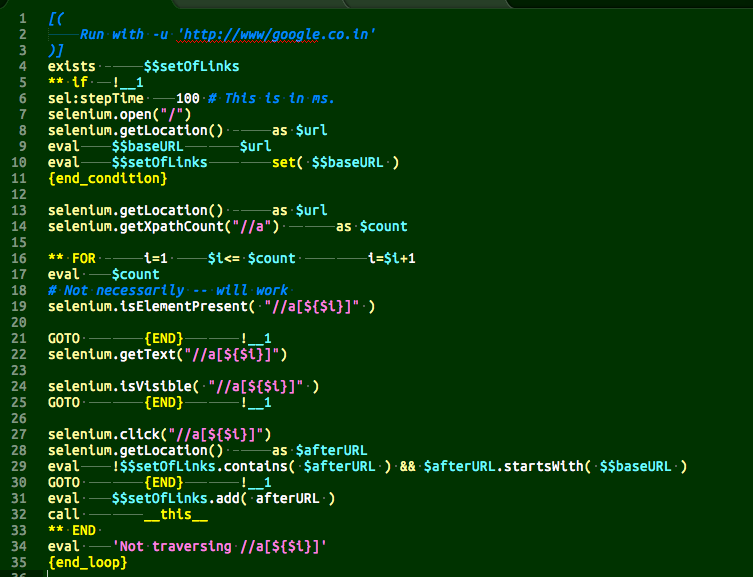 1 [(
2 Run with -u 'http://www/google.co.in'
3 )]
4 exists $$setOfLinks
5 ** if !__1
6 sel:stepTime 100 # This is in ms.
7 selenium.open("/")
8 selenium.getLocation() as $url
9 eval $$baseURL $url
10 eval $$setOfLinks set( $$baseURL )
11 {end_condition}
12
13 selenium.getLocation() as $url
14 selenium.getXpathCount("//a") as $count
15
16 ** FOR i=1 $i<= $count i=$i+1
17 eval $count
18 # Not necessarily -- will work
19 selenium.isElementPresent( "//a[${$i}]" )
20
21 GOTO {END} !__1
22 selenium.getText("//a[${$i}]")
23
24 selenium.isVisible( "//a[${$i}]" )
25 GOTO {END} !__1
26
27 selenium.click("//a[${$i}]")
28 selenium.getLocation() as $afterURL
29 eval !$$setOfLinks.contains( $afterURL ) && $afterURL.startsWith( $$baseURL )
30 GOTO {END} !__1
31 eval $$setOfLinks.add( afterURL )
32 call __this__
33 ** END
34 eval 'Not traversing //a[${$i}]'
35 {end_loop}
36